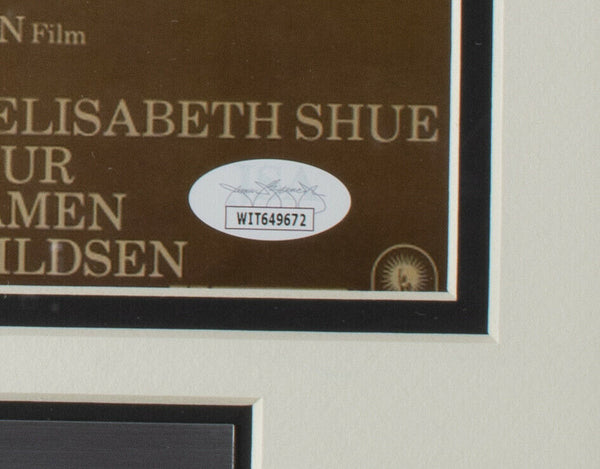 N Film
ELISABETH SHUE
UR
AMEN
ILDSEN
WIT649672